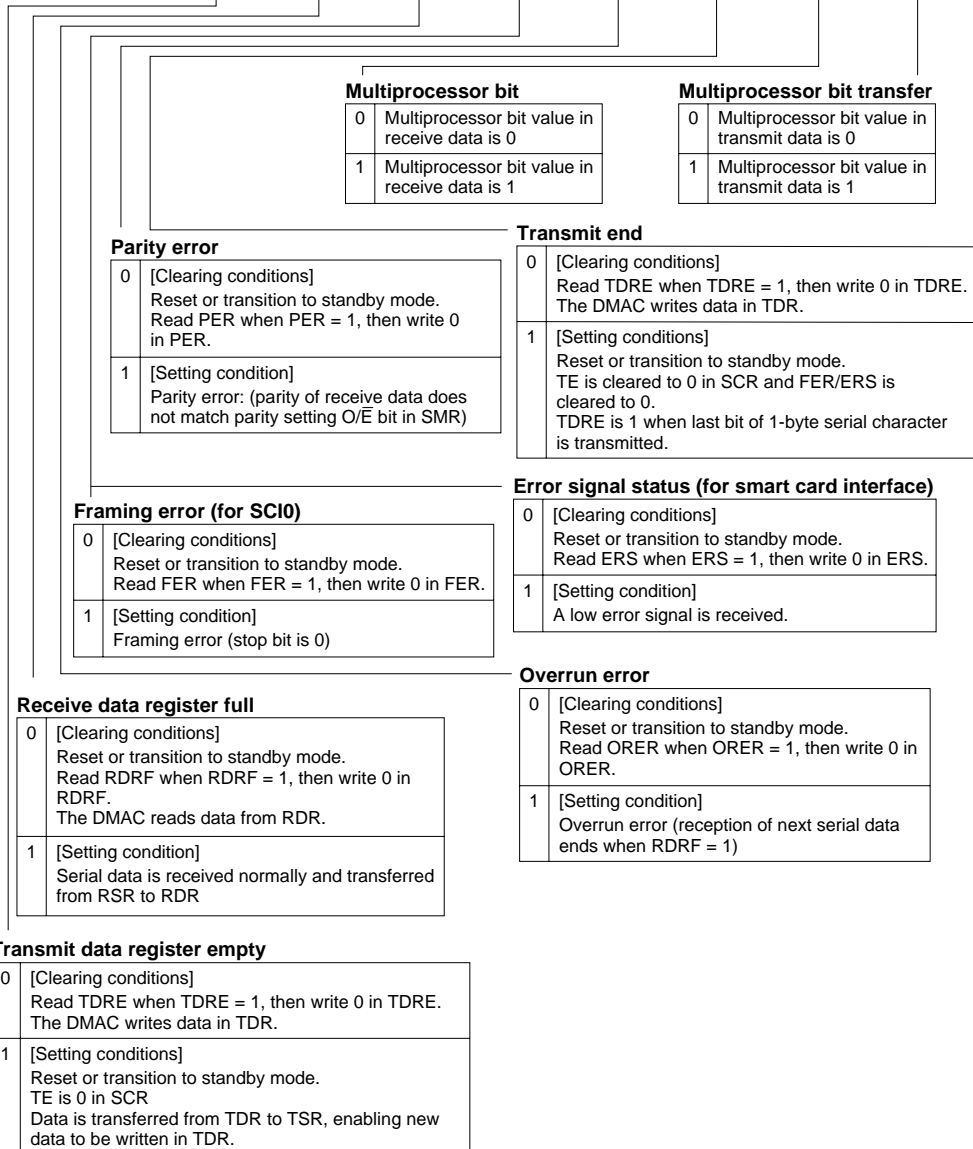 Multiprocessor bit
0 Multiprocessor bit value in
receive data is 0
1 Multiprocessor bit value in
receive data is 1
Multiprocessor bit transfer
0 Multiprocessor bit value in
transmit data is 0
1 Multiprocessor bit value in
transmit data is 1
Parity error
0 [Clearing conditions]
Reset or transition to standby mode.
Read PER when PER = 1, then write 0
in PER.
1 [Setting condition]
Parity error: (parity of receive data does
not match parity setting O/E̅ bit in SMR)
Transmit end
0 [Clearing conditions]
Read TDRE when TDRE = 1, then write 0 in TDRE.
The DMAC writes data in TDR.
1 [Setting conditions]
Reset or transition to standby mode.
TE is cleared to 0 in SCR and FER/ERS is
cleared to 0.
TDRE is 1 when last bit of 1-byte serial character
is transmitted.
Framing error (for SCI0)
0 [Clearing conditions]
Reset or transition to standby mode.
Read FER when FER = 1, then write 0 in FER.
1 [Setting condition]
Framing error (stop bit is 0)
Error signal status (for smart card interface)
0 [Clearing conditions]
Reset or transition to standby mode.
Read ERS when ERS = 1, then write 0 in ERS.
1 [Setting condition]
A low error signal is received.
Receive data register full
0 [Clearing conditions]
Reset or transition to standby mode.
Read RDRF when RDRF = 1, then write 0 in
RDRF.
The DMAC reads data from RDR.
1 [Setting condition]
Serial data is received normally and transferred
from RSR to RDR
Overrun error
0 [Clearing conditions]
Reset or transition to standby mode.
Read ORER when ORER = 1, then write 0 in
ORER.
1 [Setting condition]
Overrun error (reception of next serial data
ends when RDRF = 1)
Transmit data register empty
0 [Clearing conditions]
Read TDRE when TDRE = 1, then write 0 in TDRE.
The DMAC writes data in TDR.
1 [Setting conditions]
Reset or transition to standby mode.
TE is 0 in SCR
Data is transferred from TDR to TSR, enabling new
data to be written in TDR.